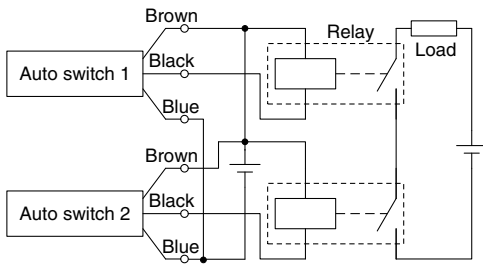 Brown
Relay
Load
Auto switch 1
Black
Blue
Brown
Auto switch 2
Black
Blue